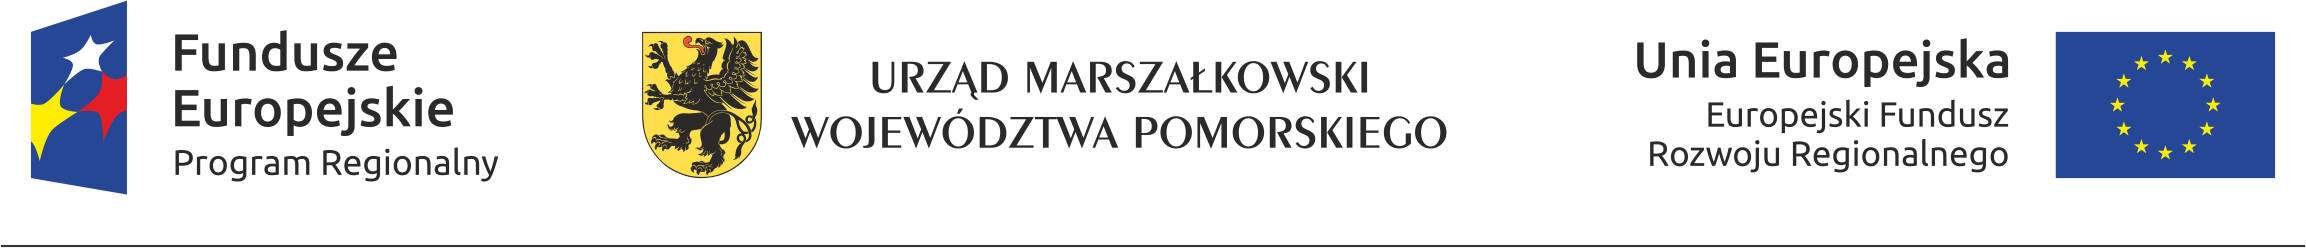 Fundusze
Europejskie
Program Regionalny
URZĄD MARSZAŁKOWSKI
WOJEWÓDZTWA POMORSKIEGO
Unia Europejska
Europejski Fundusz
Rozwoju Regionalnego